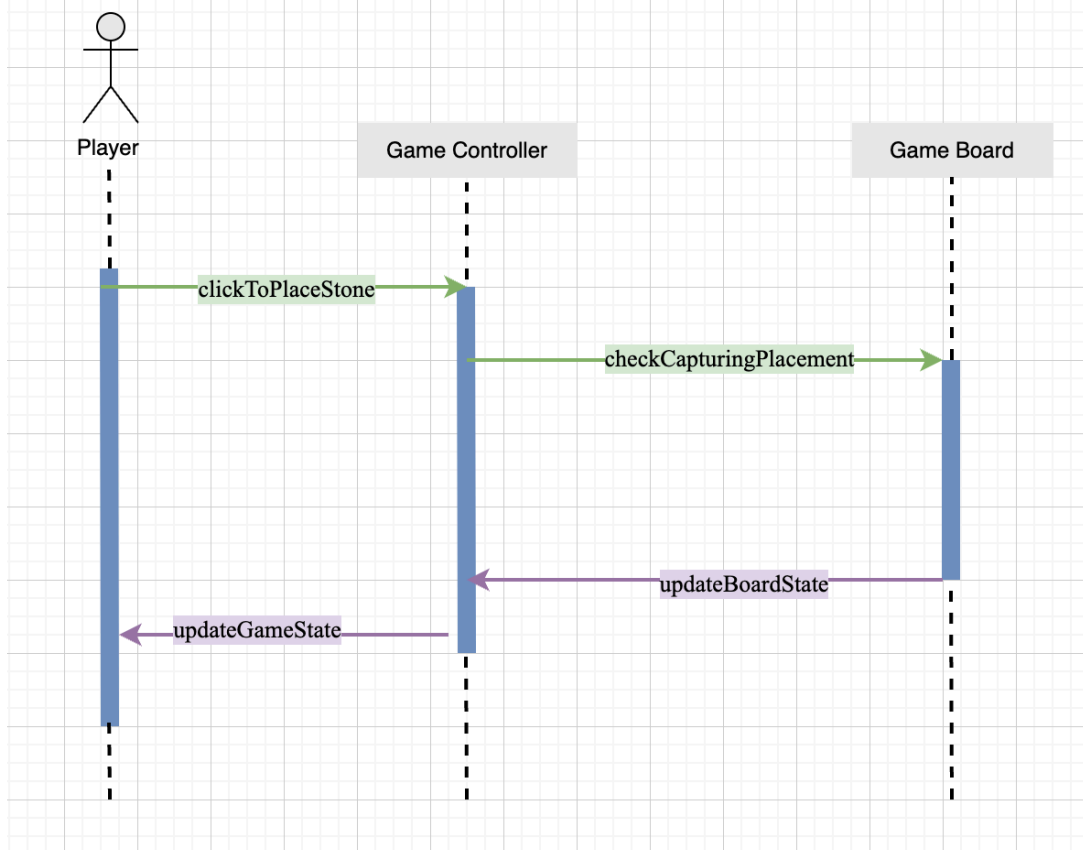 Player
Game Controller
Game Board
clickToPlaceStone
checkCapturingPlacement
updateBoardState
updateGameState